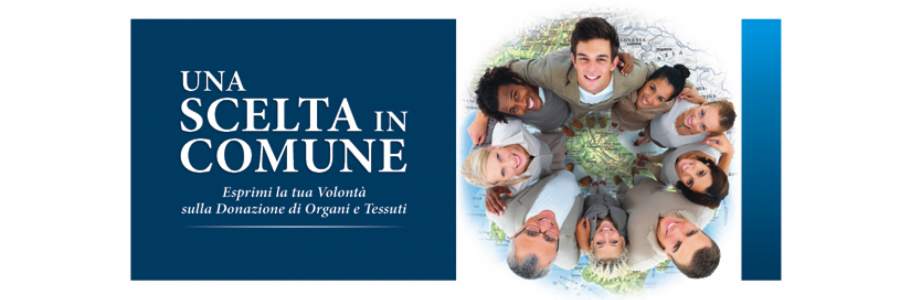 UNA
SCELTA IN
COMUNE
Esprimi la tua Volontà
sulla Donazione di Organi e Tessuti